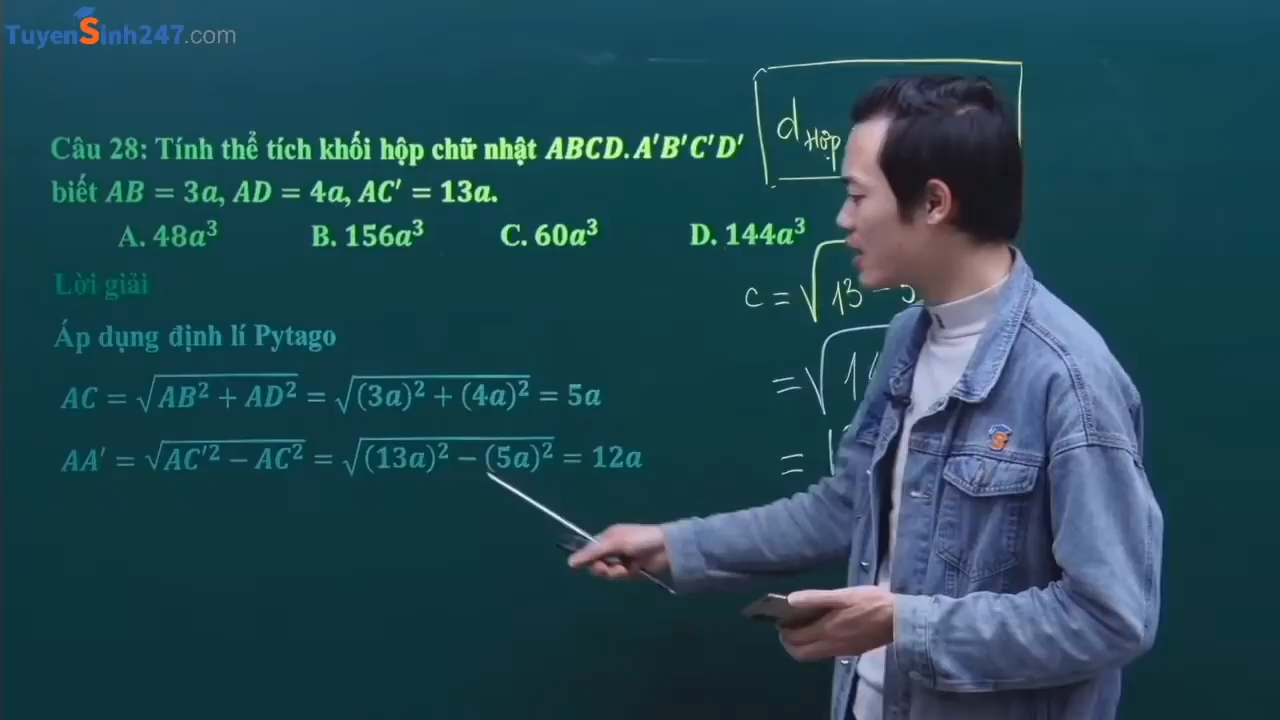 TuyenSinh247.com
Câu 28: Tính thể tích khối hộp chữ nhật ABCD.A'B'C'D'
biết AB = 3a, AD = 4a, AC' = 13a.
A. 48a³ B. 156a³ C. 60a³ D. 144a³
Lời giải
Áp dụng định lí Pytago
AC = √(AB² + AD²) = √((3a)² + (4a)²) = 5a
AA' = √(AC'² − AC²) = √((13a)² − (5a)²) = 12a
d Hộp
c = √13 −
= √
=